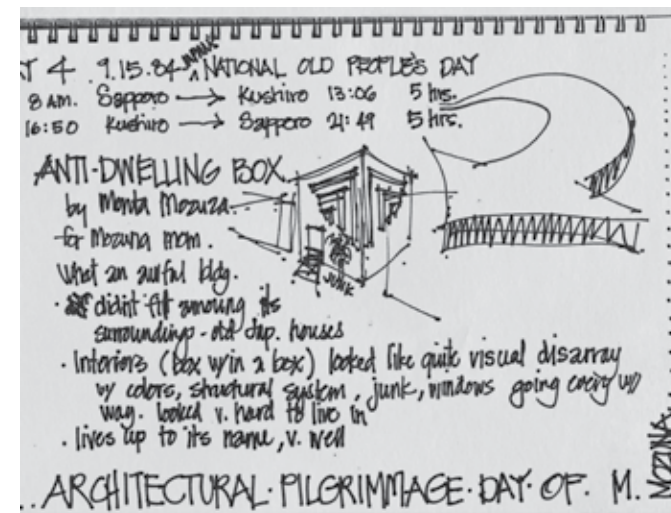 T 4 9.15.84 JAPAN'S NATIONAL OLD PEOPLE'S DAY
8 AM. Sapporo → Kushiro 13:06 5 hrs.
16:50 Kushiro → Sapporo 21:49 5 hrs.
ANTI-DWELLING BOX
by Monta Mozuza
for Mozuna mom.
What an awful bldg.
· didn't fit among its
surroundings - old Jap. houses
JUNK
· Interiors (box w/in a box) looked like quite visual disarray
w/ colors, structural system, junk, windows going every
way. looked v. hard to live in
· lives up to its name, v. well
.. ARCHITECTURAL·PILGRIMMAGE·DAY·OF·M.
MOZUNA